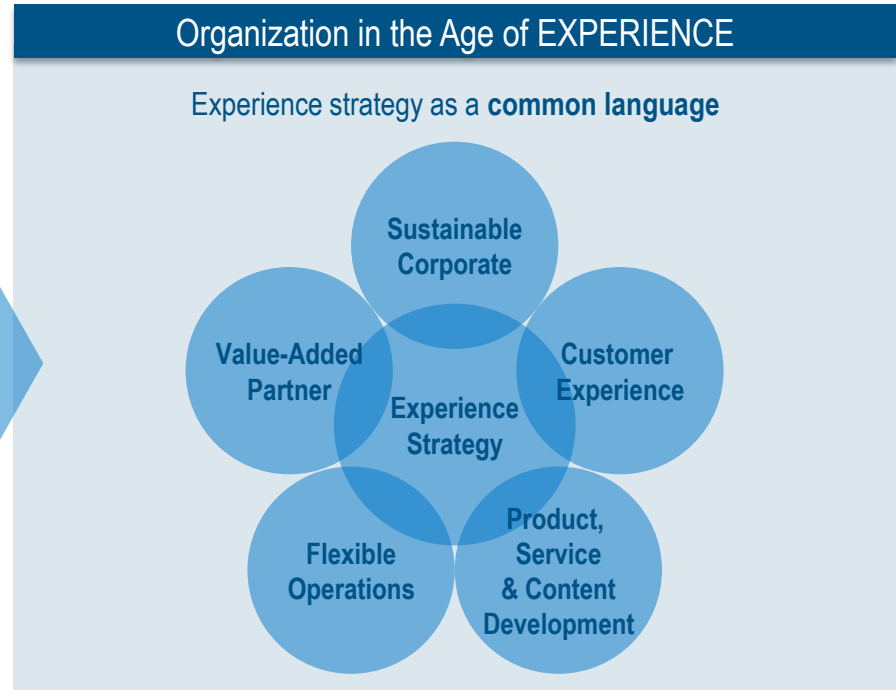 Organization in the Age of EXPERIENCE
Experience strategy as a common language
Sustainable
Corporate
Value-Added
Partner
Customer
Experience
Experience
Strategy
Flexible
Operations
Product,
Service
& Content
Development